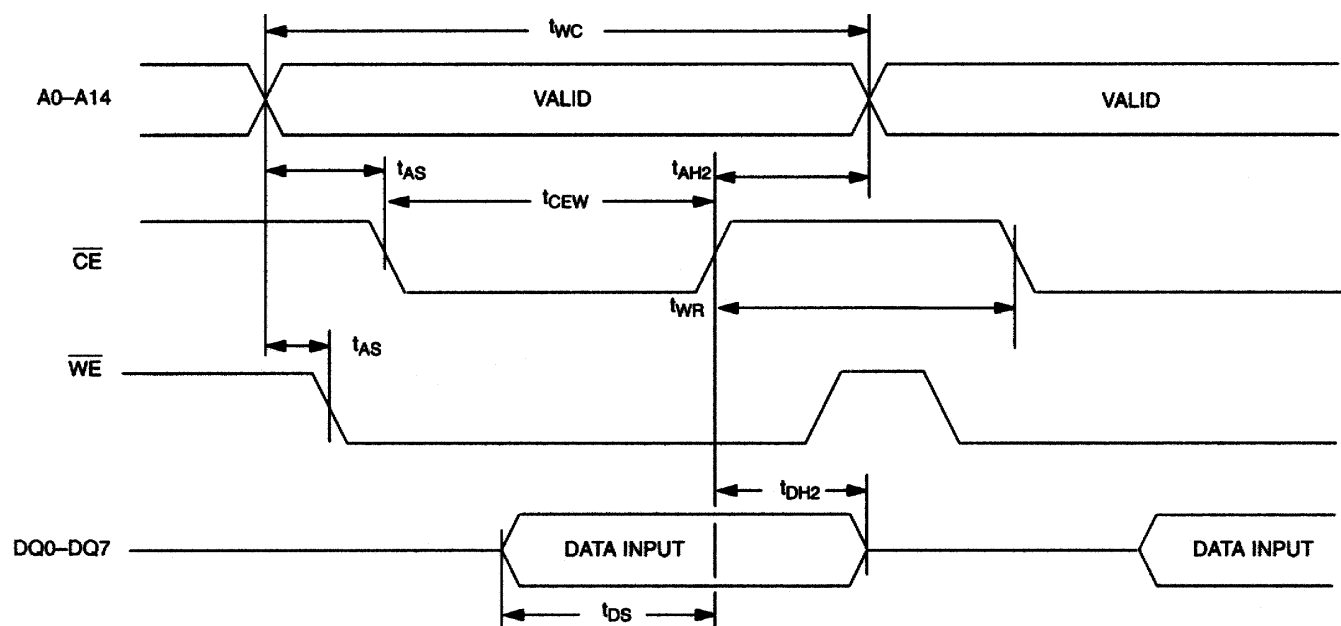 tWC
A0–A14 VALID VALID
tAS tAH2
tCEW
CE
tWR
tAS
WE
tDH2
DQ0–DQ7 DATA INPUT DATA INPUT
tDS